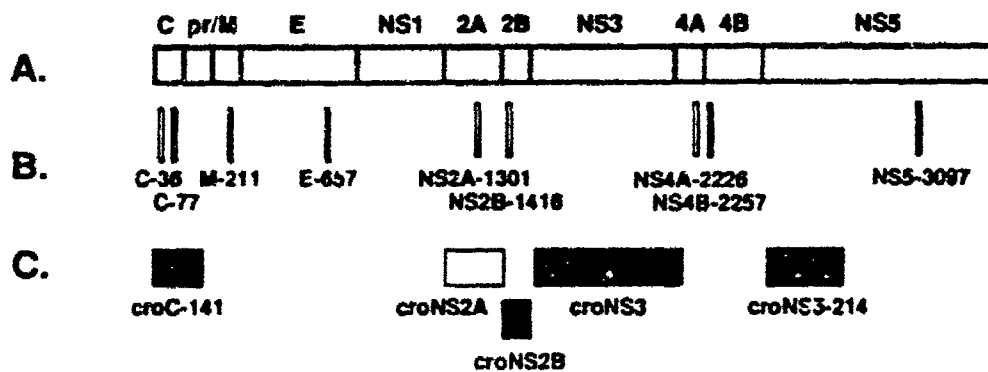 C pr/M E NS1 2A 2B NS3 4A 4B NS5
A.
B.
C-36 M-211 E-657 NS2A-1301 NS4A-2226 NS5-3097
C-77 NS2B-1416 NS4B-2257
C.
croC-141 croNS2A croNS3 croNS3-214
croNS2B